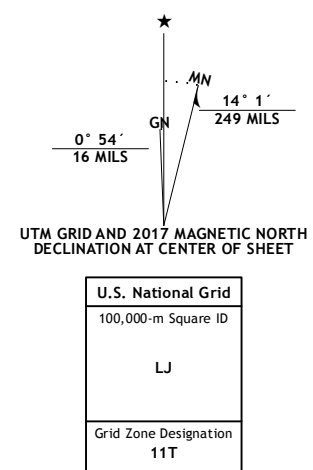 ★
MN
GN
14° 1´
249 MILS
0° 54´
16 MILS
UTM GRID AND 2017 MAGNETIC NORTH
DECLINATION AT CENTER OF SHEET
U.S. National Grid
100,000-m Square ID
LJ
Grid Zone Designation
11T